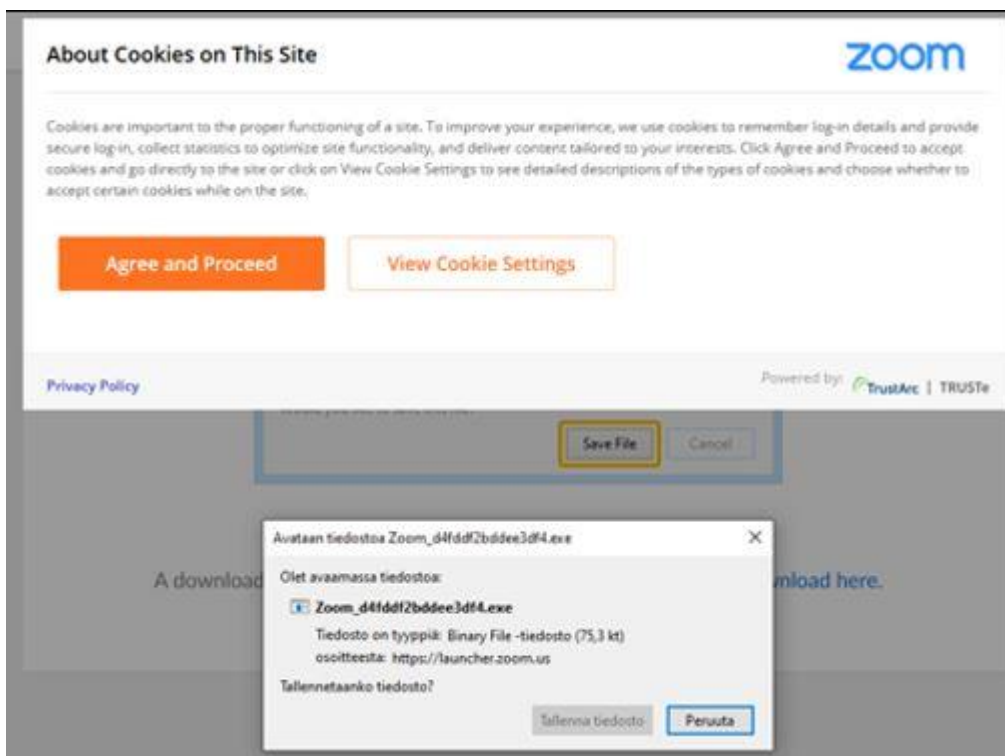 About Cookies on This Site
zoom
Cookies are important to the proper functioning of a site. To improve your experience, we use cookies to remember log-in details and provide
secure log-in, collect statistics to optimize site functionality, and deliver content tailored to your interests. Click Agree and Proceed to accept
cookies and go directly to the site or click on View Cookie Settings to see detailed descriptions of the types of cookies and choose whether to
accept certain cookies while on the site.
Agree and Proceed
View Cookie Settings
Privacy Policy
Powered by: TrustArc | TRUSTe
Save File
Cancel
Avataan tiedostoa Zoom_d4fddf2bddee3df4.exe
A download
Olet avaamassa tiedostoa:
nload here.
Zoom_d4fddf2bddee3df4.exe
Tiedosto on tyyppiä: Binary File -tiedosto (75,3 kt)
osoitteesta: https://launcher.zoom.us
Tallennetaanko tiedosto?
Tallenna tiedosto
Peruuta